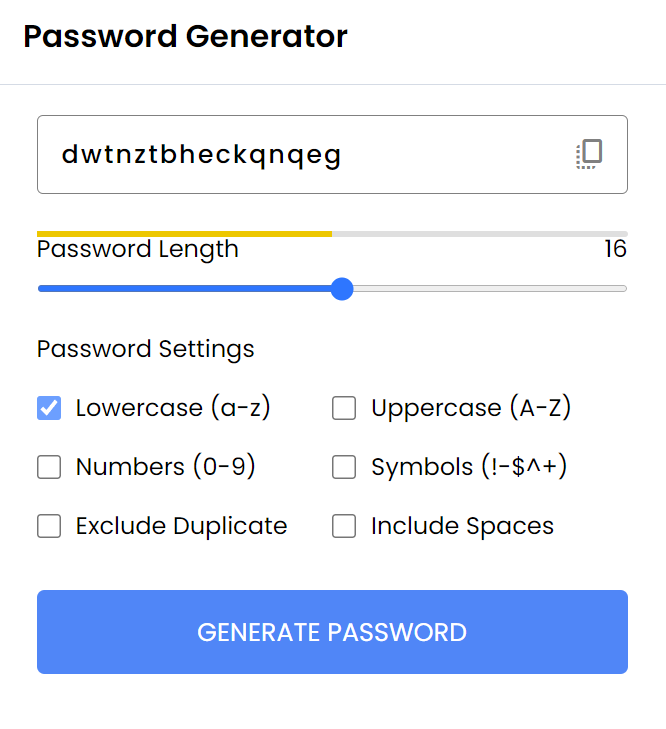 Password Generator
dwtnztbheckqnqeg
Password Length 16
Password Settings
Lowercase (a-z) Uppercase (A-Z)
Numbers (0-9) Symbols (!-$^+)
Exclude Duplicate Include Spaces
GENERATE PASSWORD